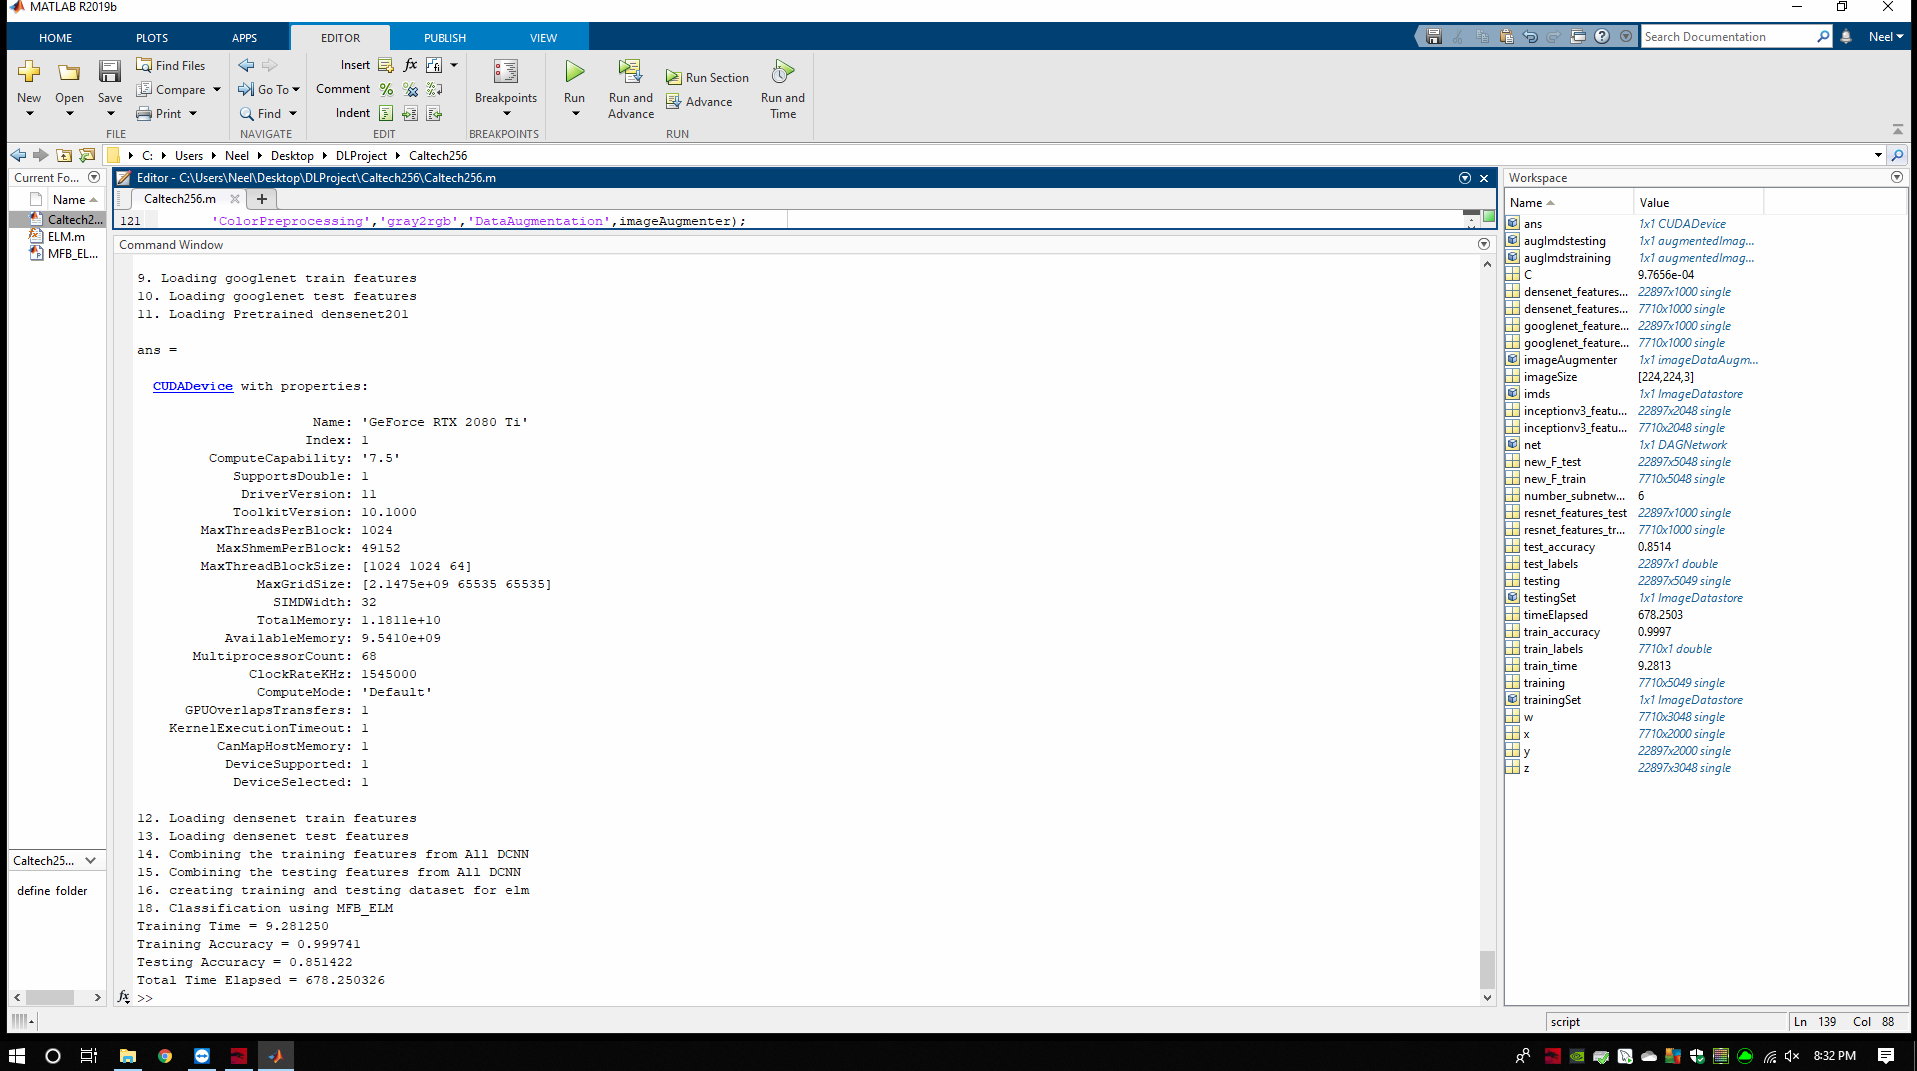 MATLAB R2019b
HOME PLOTS APPS EDITOR PUBLISH VIEW
Search Documentation
Neel
New Open Save
Find Files
Compare
Print
FILE
Go To
Find
NAVIGATE
Insert
Comment
Indent
EDIT
Breakpoints
BREAKPOINTS
Run
Run and Advance
Run Section
Advance
Run and Time
RUN
C: Users Neel Desktop DLProject Caltech256
Current Fo...
Name
Caltech2...
ELM.m
MFB_EL...
Caltech25...
define folder
Editor - C:\Users\Neel\Desktop\DLProject\Caltech256\Caltech256.m
Caltech256.m
121 'ColorPreprocessing','gray2rgb','DataAugmentation',imageAugmenter);
Command Window
9. Loading googlenet train features
10. Loading googlenet test features
11. Loading Pretrained densenet201
ans =
CUDADevice with properties:
Name: 'GeForce RTX 2080 Ti'
Index: 1
ComputeCapability: '7.5'
SupportsDouble: 1
DriverVersion: 11
ToolkitVersion: 10.1000
MaxThreadsPerBlock: 1024
MaxShmemPerBlock: 49152
MaxThreadBlockSize: [1024 1024 64]
MaxGridSize: [2.1475e+09 65535 65535]
SIMDWidth: 32
TotalMemory: 1.1811e+10
AvailableMemory: 9.5410e+09
MultiprocessorCount: 68
ClockRateKHz: 1545000
ComputeMode: 'Default'
GPUOverlapsTransfers: 1
KernelExecutionTimeout: 1
CanMapHostMemory: 1
DeviceSupported: 1
DeviceSelected: 1
12. Loading densenet train features
13. Loading densenet test features
14. Combining the training features from All DCNN
15. Combining the testing features from All DCNN
16. creating training and testing dataset for elm
18. Classification using MFB_ELM
Training Time = 9.281250
Training Accuracy = 0.999741
Testing Accuracy = 0.851422
Total Time Elapsed = 678.250326
fx >>
Workspace
Name Value
ans 1x1 CUDADevice
augImdstesting 1x1 augmentedImag...
augImdstraining 1x1 augmentedImag...
C 9.7656e-04
densenet_features... 22897x1000 single
densenet_features... 7710x1000 single
googlenet_feature... 22897x1000 single
googlenet_feature... 7710x1000 single
imageAugmenter 1x1 imageDataAugm...
imageSize [224,224,3]
imds 1x1 ImageDatastore
inceptionv3_featu... 22897x2048 single
inceptionv3_featu... 7710x2048 single
net 1x1 DAGNetwork
new_F_test 22897x5048 single
new_F_train 7710x5048 single
number_subnetw... 6
resnet_features_test 22897x1000 single
resnet_features_tr... 7710x1000 single
test_accuracy 0.8514
test_labels 22897x1 double
testing 22897x5049 single
testingSet 1x1 ImageDatastore
timeElapsed 678.2503
train_accuracy 0.9997
train_labels 7710x1 double
train_time 9.2813
training 7710x5049 single
trainingSet 1x1 ImageDatastore
w 7710x3048 single
x 7710x2000 single
y 22897x2000 single
z 22897x3048 single
script
Ln 139 Col 88
8:32 PM